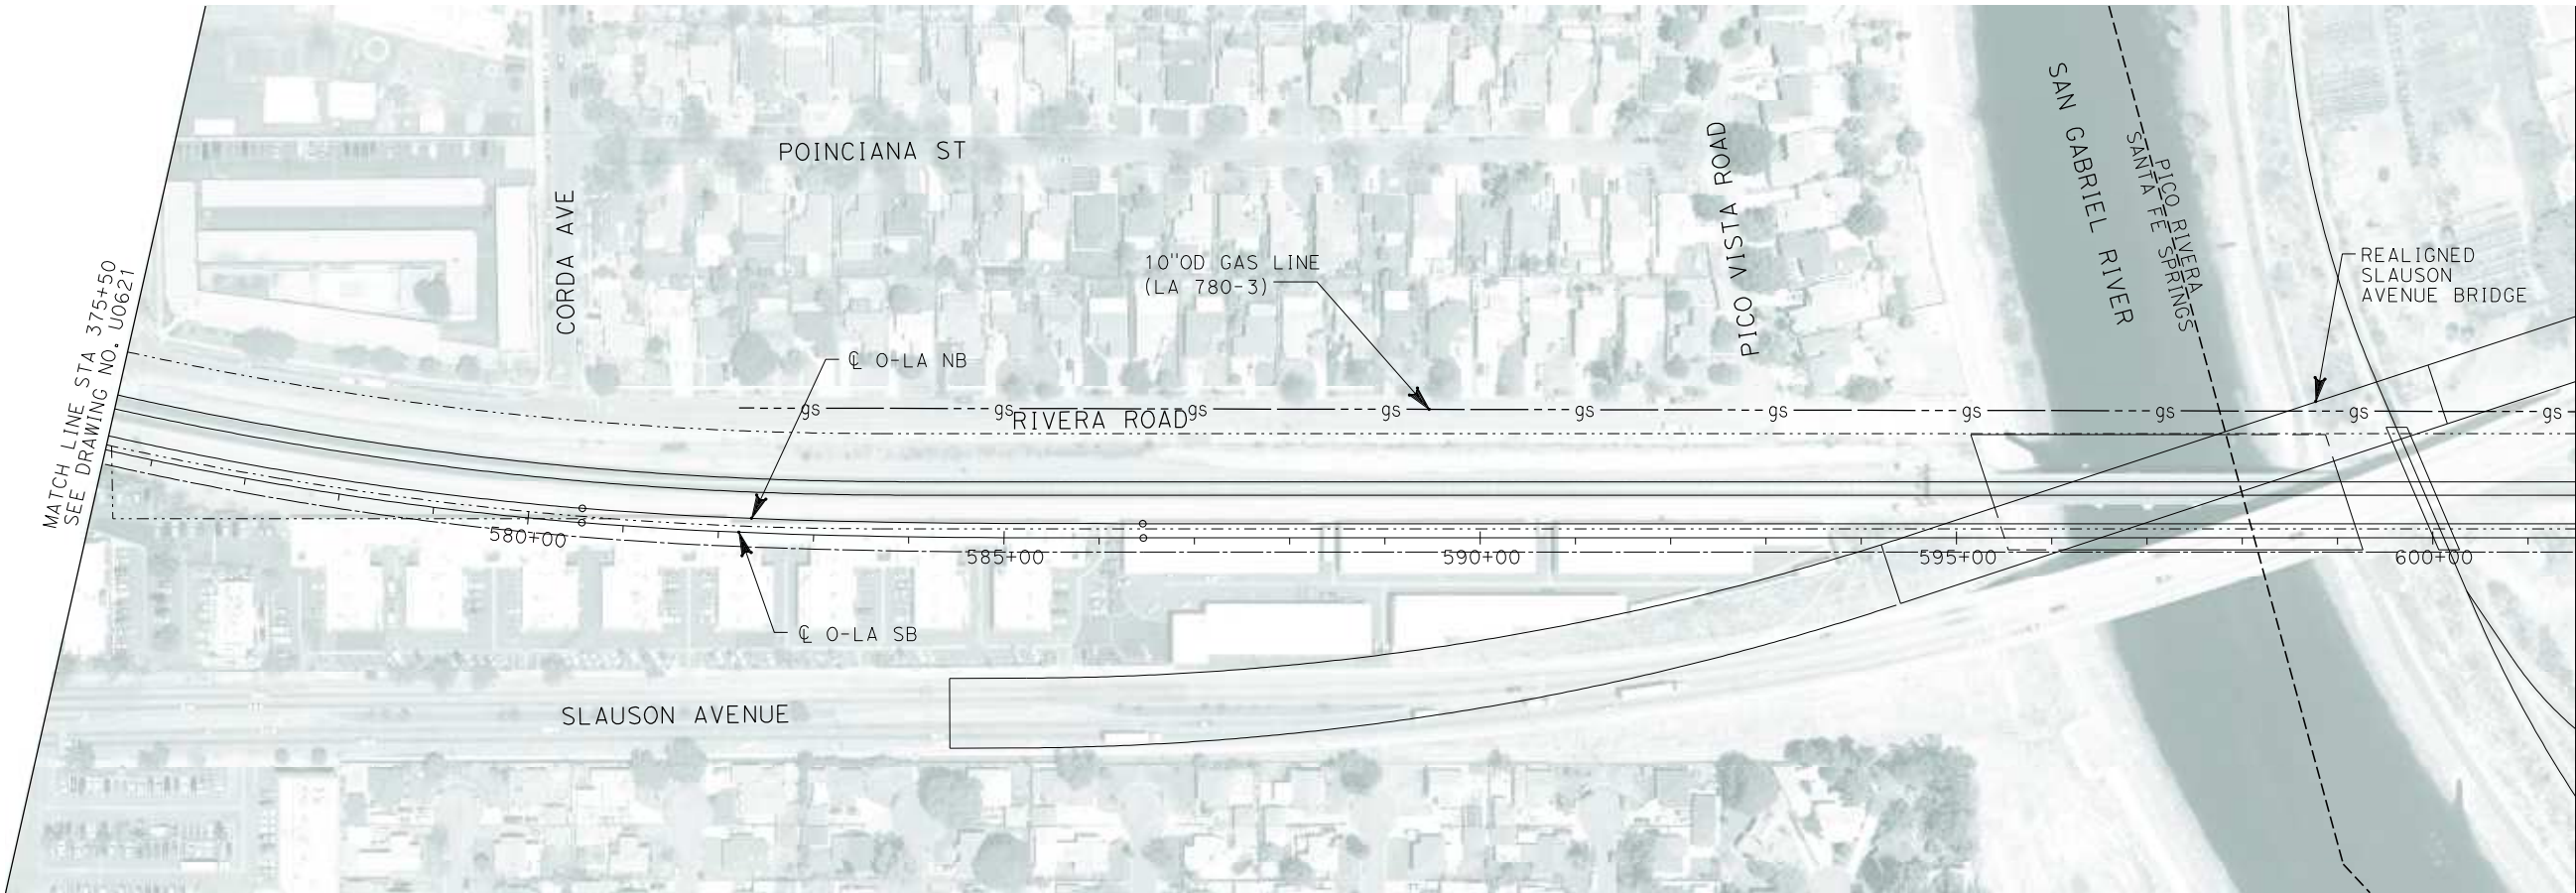 MATCH LINE STA 375+50
SEE DRAWING NO. U0621
POINCIANA ST
CORDA AVE
PICO VISTA ROAD
SAN GABRIEL RIVER
PICO RIVERA
SANTA FE SPRINGS
10"OD GAS LINE
(LA 780-3)
REALIGNED
SLAUSON
AVENUE BRIDGE
℄ O-LA NB
gs gs gs gs gs gs gs gs gs gs
RIVERA ROAD
580+00
585+00
590+00
595+00
600+00
℄ O-LA SB
SLAUSON AVENUE